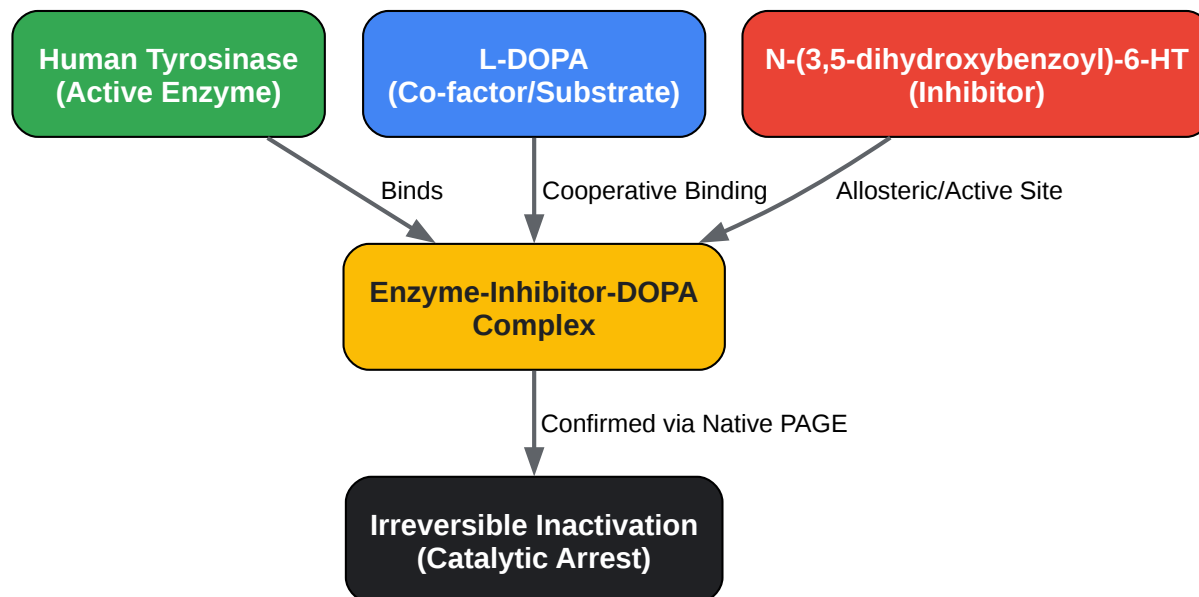 Human Tyrosinase
(Active Enzyme)
L-DOPA
(Co-factor/Substrate)
N-(3,5-dihydroxybenzoyl)-6-HT
(Inhibitor)
Binds
Cooperative Binding
Allosteric/Active Site
Enzyme-Inhibitor-DOPA
Complex
Confirmed via Native PAGE
Irreversible Inactivation
(Catalytic Arrest)